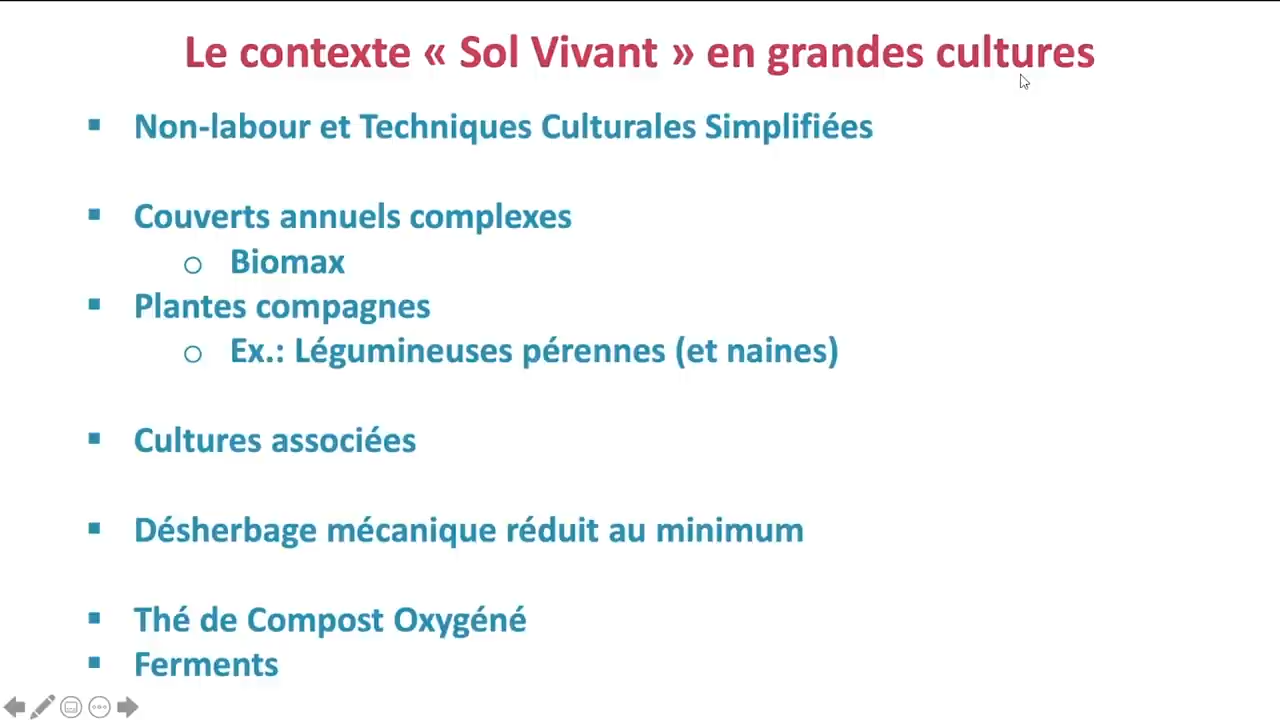 Le contexte « Sol Vivant » en grandes cultures
▪ Non-labour et Techniques Culturales Simplifiées
▪ Couverts annuels complexes
o Biomax
▪ Plantes compagnes
o Ex.: Légumineuses pérennes (et naines)
▪ Cultures associées
▪ Désherbage mécanique réduit au minimum
▪ Thé de Compost Oxygéné
▪ Ferments